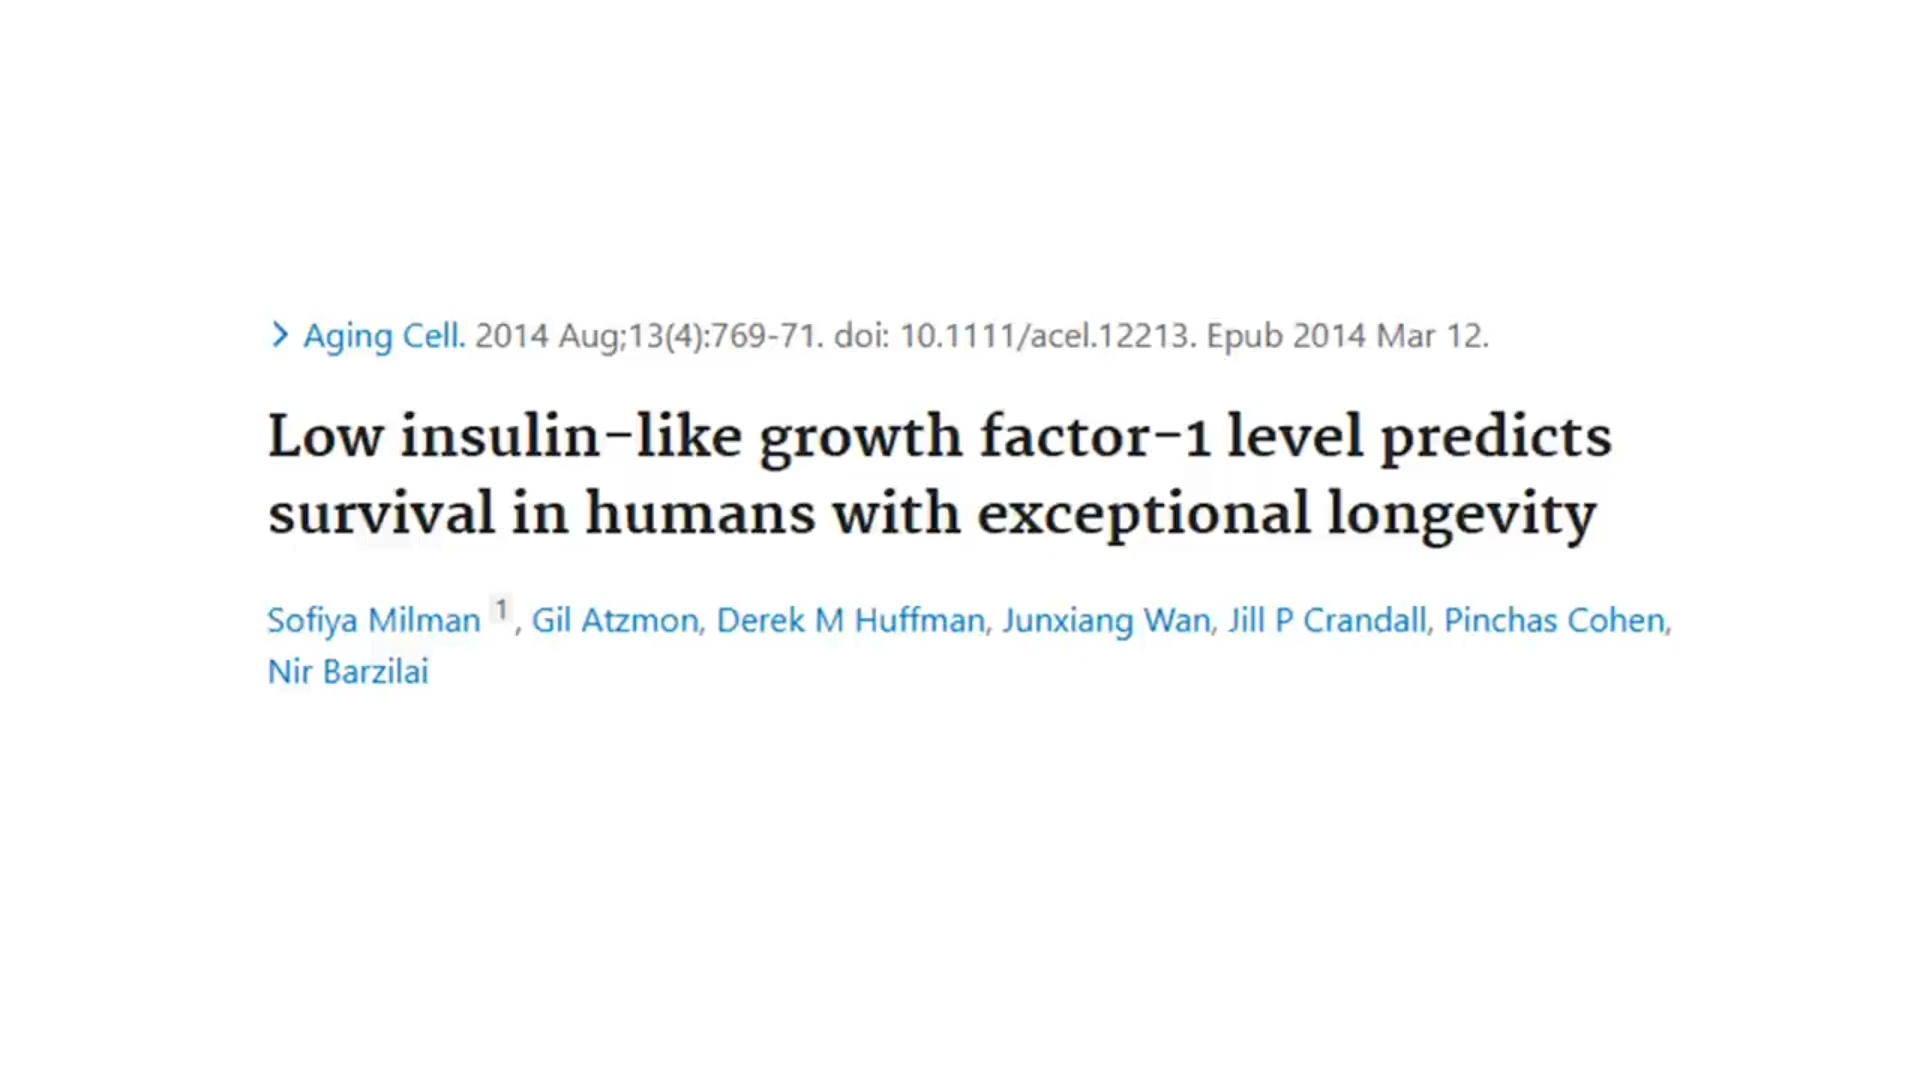 > Aging Cell. 2014 Aug;13(4):769-71. doi: 10.1111/acel.12213. Epub 2014 Mar 12.
Low insulin-like growth factor-1 level predicts
survival in humans with exceptional longevity
Sofiya Milman 1, Gil Atzmon, Derek M Huffman, Junxiang Wan, Jill P Crandall, Pinchas Cohen,
Nir Barzilai